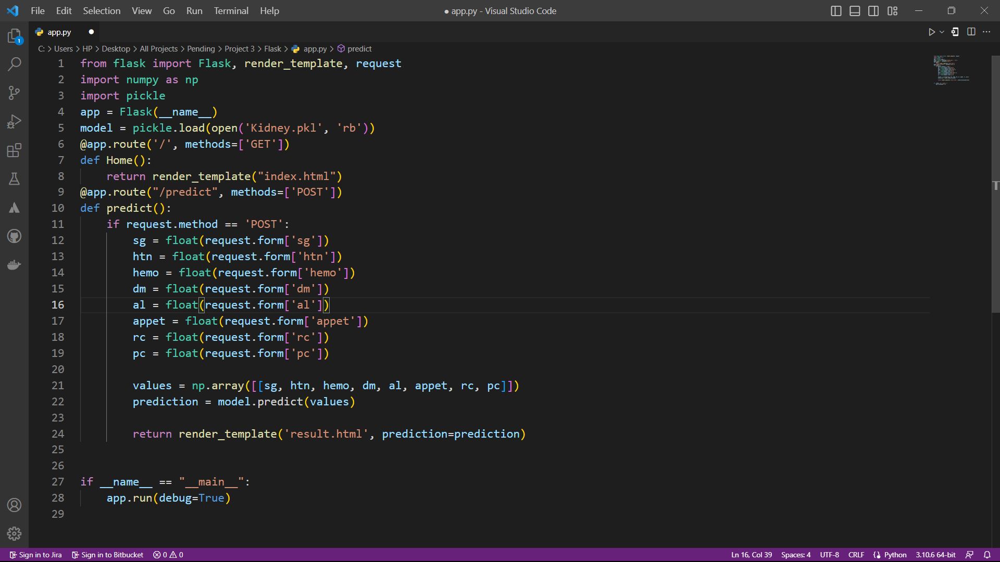 File Edit Selection View Go Run Terminal Help
● app.py - Visual Studio Code
app.py
C: > Users > HP > Desktop > All Projects > Pending > Project 3 > Flask > app.py > predict
1 from flask import Flask, render_template, request
2 import numpy as np
3 import pickle
4 app = Flask(__name__)
5 model = pickle.load(open('Kidney.pkl', 'rb'))
6 @app.route('/', methods=['GET'])
7 def Home():
8     return render_template("index.html")
9 @app.route("/predict", methods=['POST'])
10 def predict():
11     if request.method == 'POST':
12         sg = float(request.form['sg'])
13         htn = float(request.form['htn'])
14         hemo = float(request.form['hemo'])
15         dm = float(request.form['dm'])
16         al = float(request.form['al'])
17         appet = float(request.form['appet'])
18         rc = float(request.form['rc'])
19         pc = float(request.form['pc'])
20
21         values = np.array([[sg, htn, hemo, dm, al, appet, rc, pc]])
22         prediction = model.predict(values)
23
24         return render_template('result.html', prediction=prediction)
25
26
27 if __name__ == "__main__":
28     app.run(debug=True)
29
1
Sign in to Jira Sign in to Bitbucket 0 0 Ln 16, Col 39 Spaces: 4 UTF-8 CRLF Python 3.10.6 64-bit